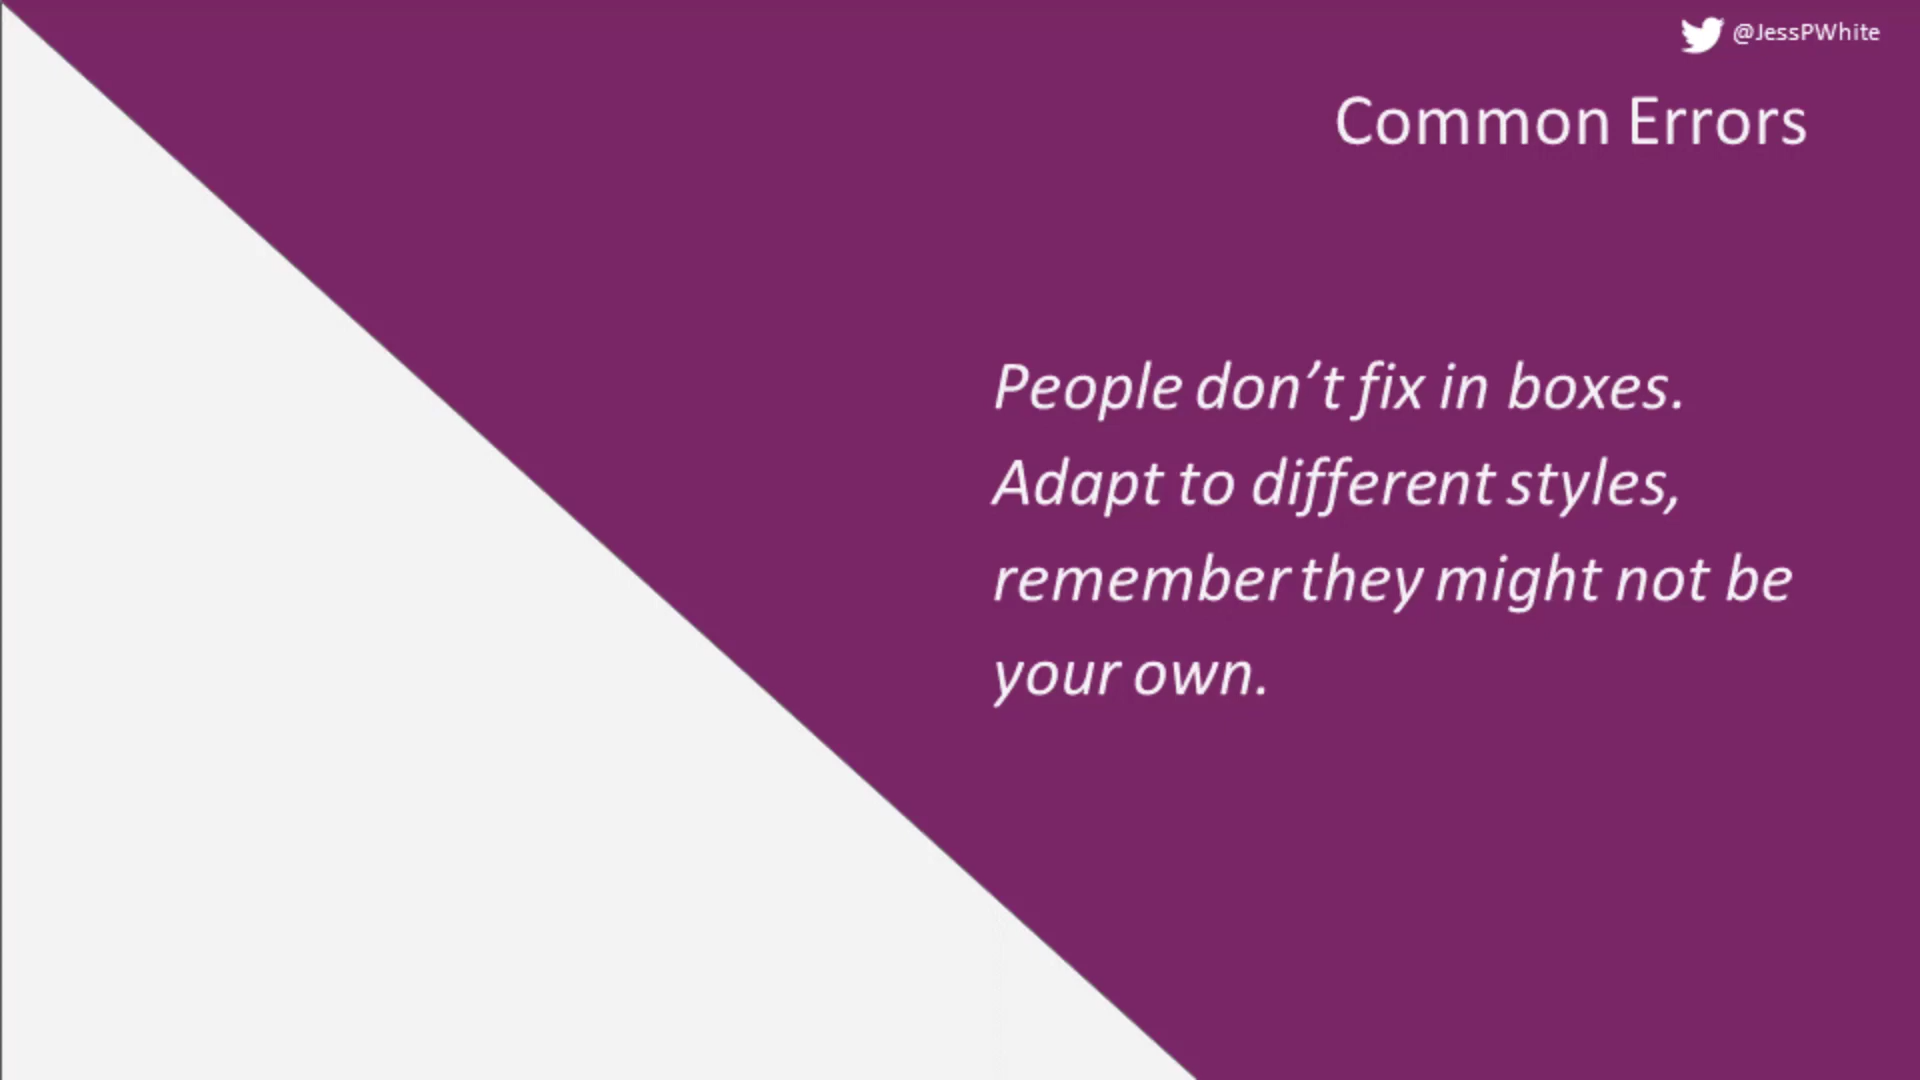 @JessPWhite
Common Errors
People don’t fix in boxes.
Adapt to different styles,
remember they might not be
your own.